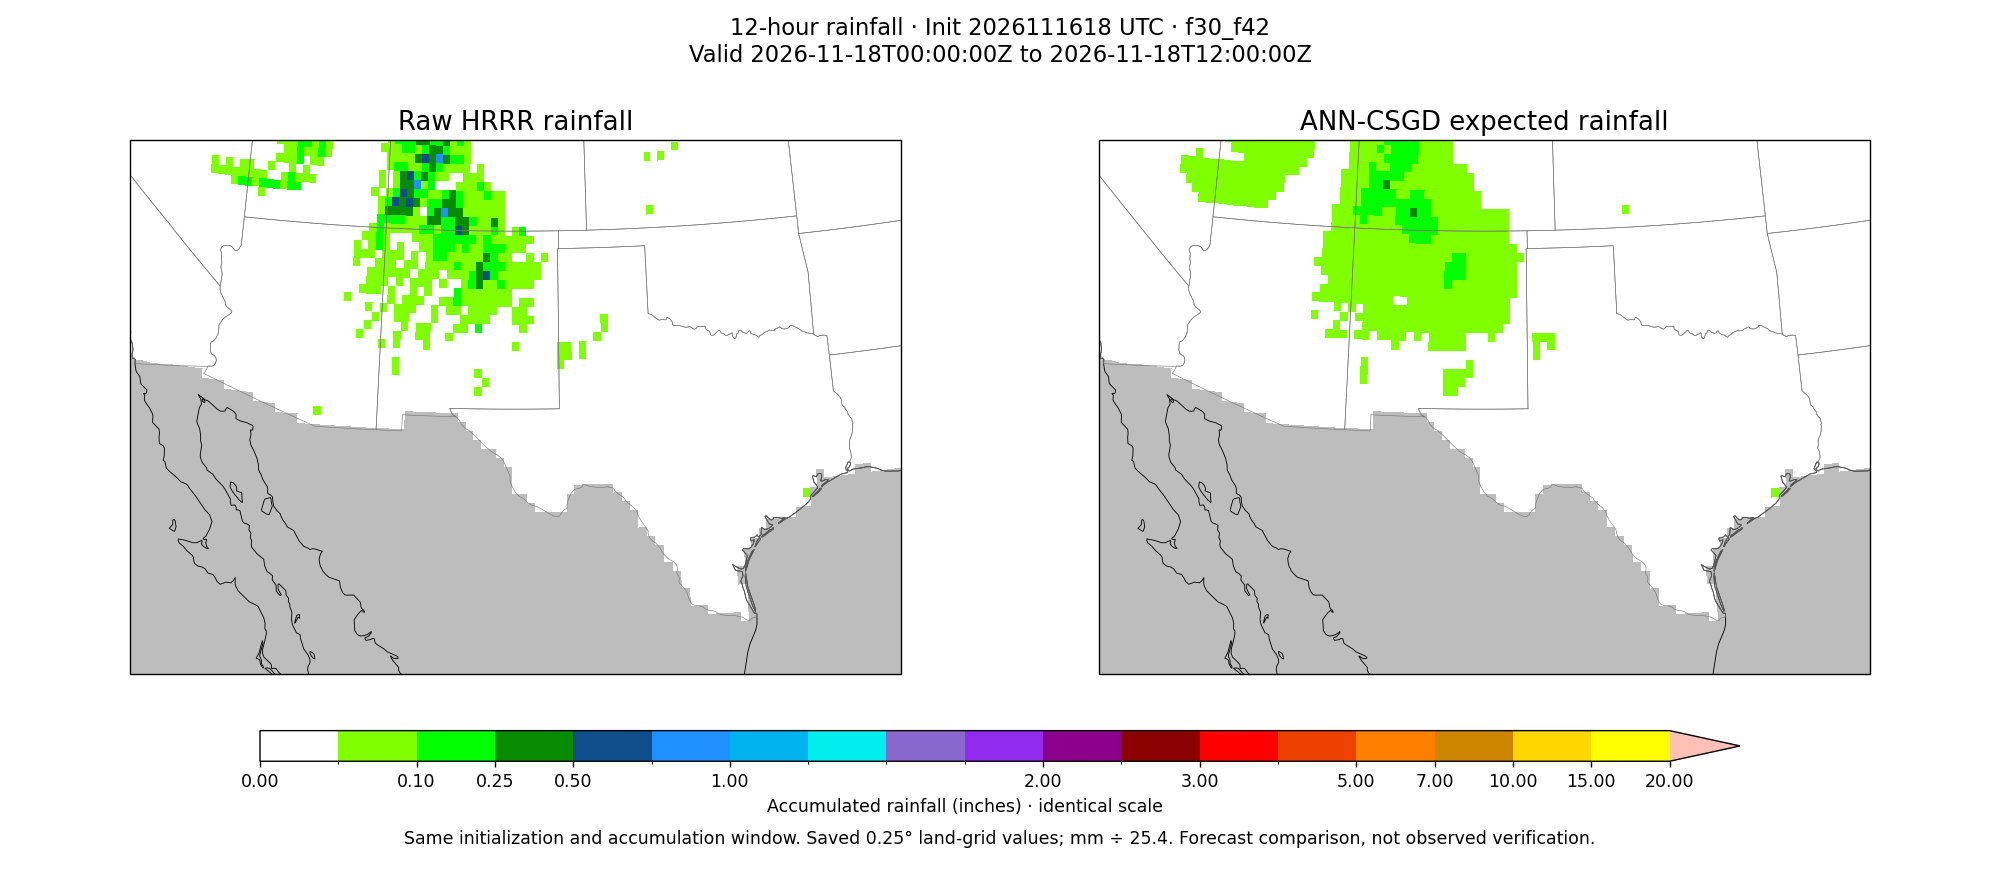 12-hour rainfall · Init 2026111618 UTC · f30_f42
Valid 2026-11-18T00:00:00Z to 2026-11-18T12:00:00Z
Raw HRRR rainfall
ANN-CSGD expected rainfall
0.00 0.10 0.25 0.50 1.00 2.00 3.00 5.00 7.00 10.00 15.00 20.00
Accumulated rainfall (inches) · identical scale
Same initialization and accumulation window. Saved 0.25° land-grid values; mm ÷ 25.4. Forecast comparison, not observed verification.